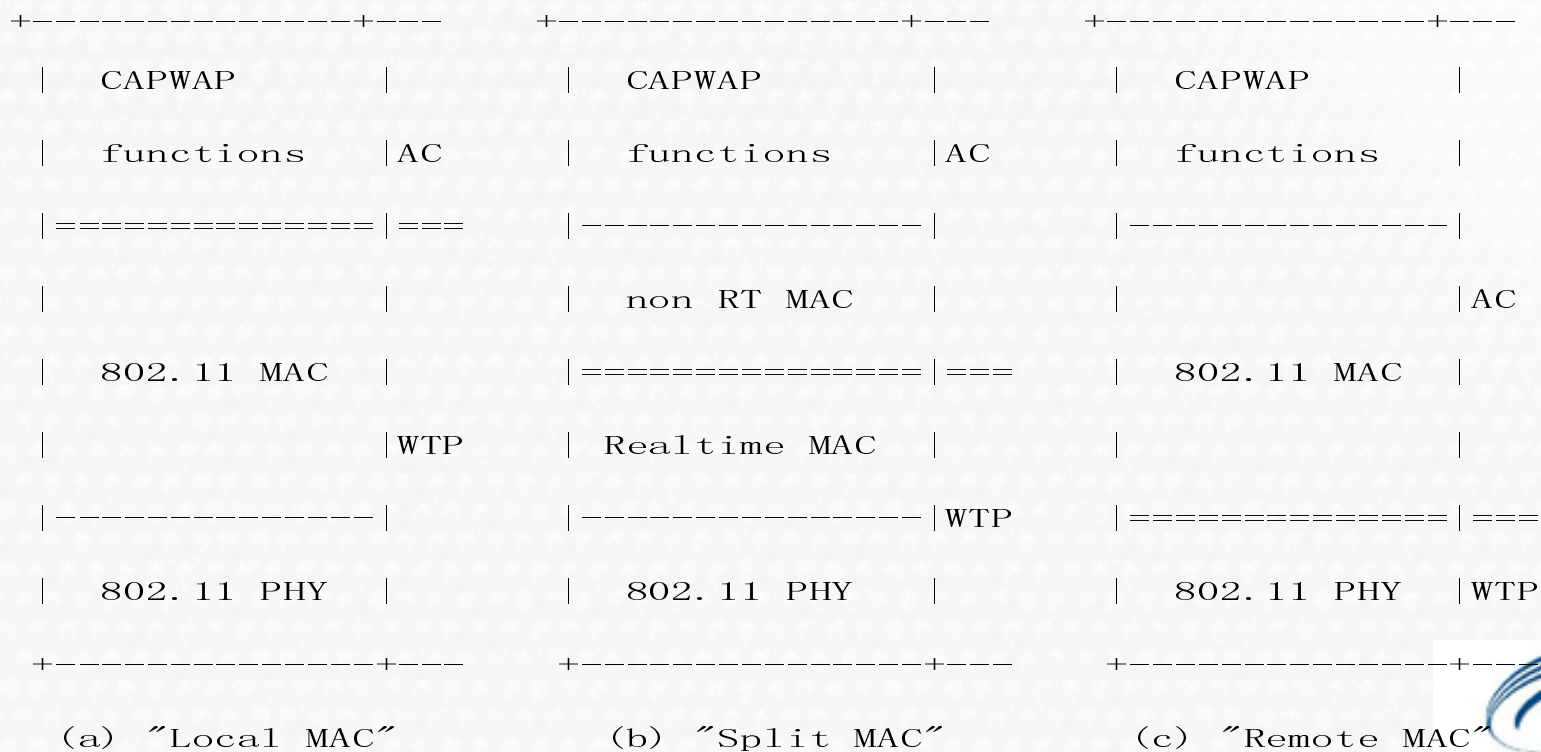 +--------------+---    +---------------+---    +--------------+---
|   CAPWAP      |       |   CAPWAP       |       |   CAPWAP      |
|   functions   |AC     |   functions    |AC     |   functions   |
|==============|===    |---------------|       |--------------|
|               |       |   non RT MAC   |       |               |AC
|   802.11 MAC  |       |===============|===    |   802.11 MAC  |
|               |WTP    |  Realtime MAC  |       |               |
|--------------|       |---------------|WTP    |==============|===
|   802.11 PHY  |       |   802.11 PHY   |       |   802.11 PHY  |WTP
+--------------+---    +---------------+---    +--------------+---
(a) "Local MAC"    (b) "Split MAC"    (c) "Remote MAC"